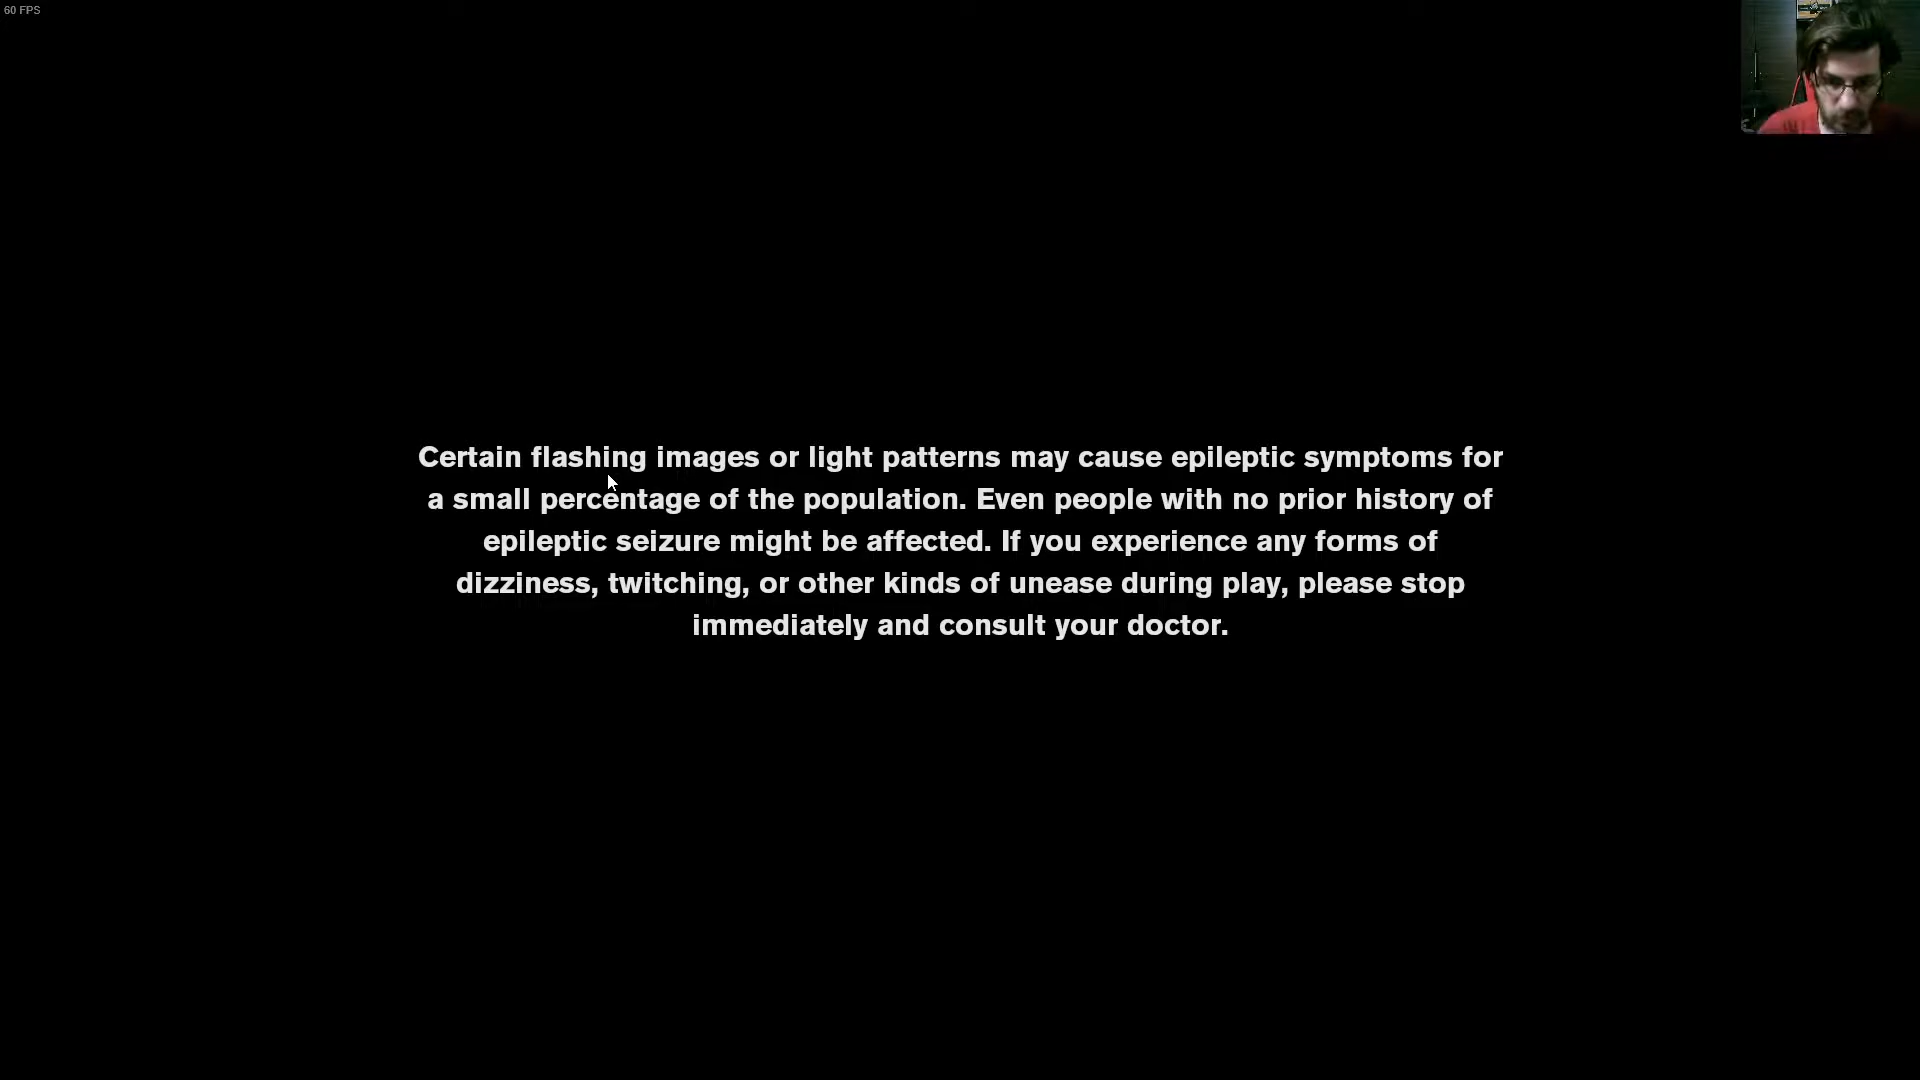 60 FPS
Certain flashing images or light patterns may cause epileptic symptoms for
a small percentage of the population. Even people with no prior history of
epileptic seizure might be affected. If you experience any forms of
dizziness, twitching, or other kinds of unease during play, please stop
immediately and consult your doctor.